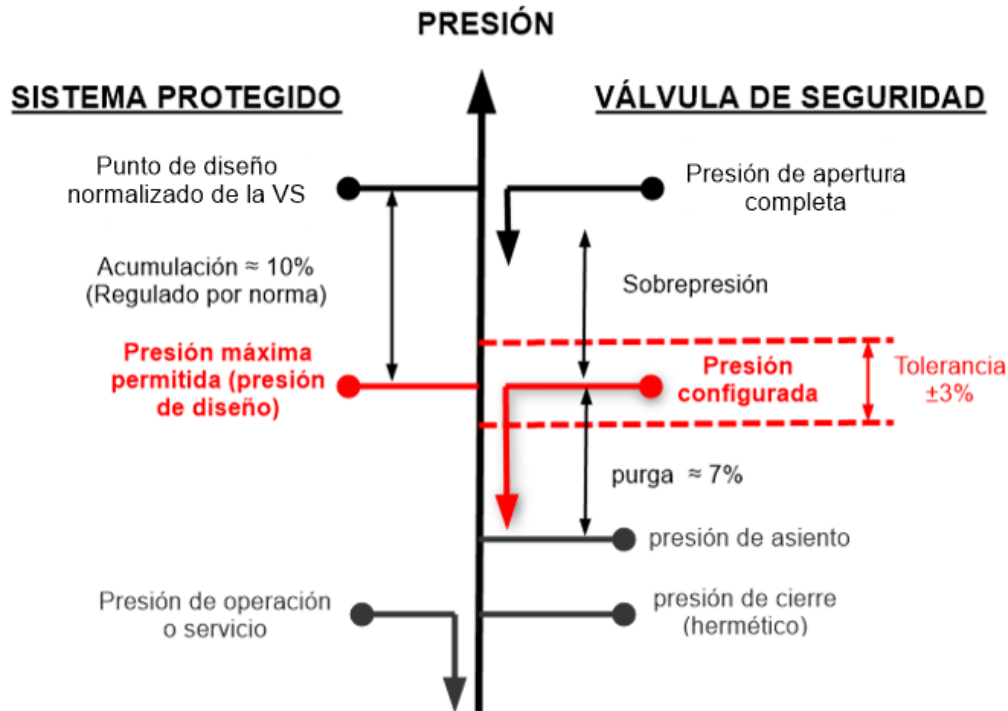 PRESIÓN
SISTEMA PROTEGIDO
VÁLVULA DE SEGURIDAD
Punto de diseño
normalizado de la VS
Presión de apertura
completa
Acumulación ≈ 10%
(Regulado por norma)
Sobrepresión
Presión máxima
permitida (presión
de diseño)
Presión
configurada
Tolerancia
±3%
purga ≈ 7%
presión de asiento
Presión de operación
o servicio
presión de cierre
(hermético)